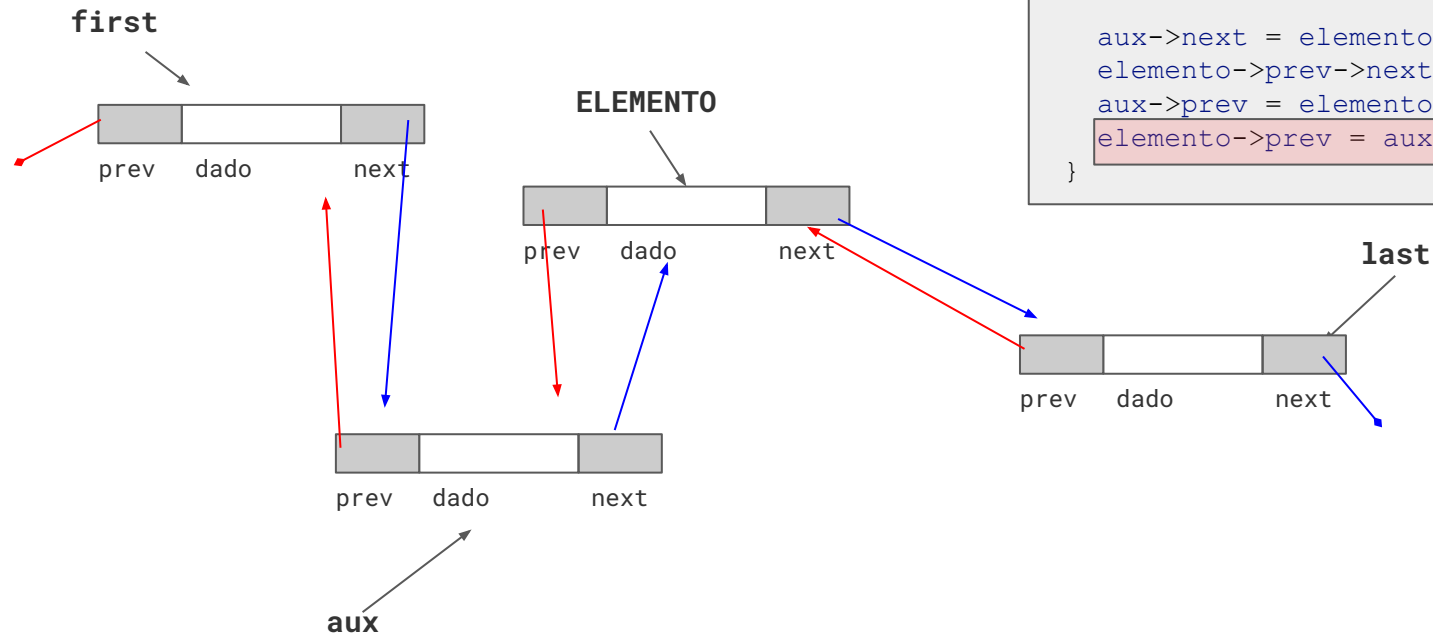 first
aux->next = elemento
elemento->prev->next
aux->prev = elemento
elemento->prev = aux
}
ELEMENTO
prev dado next
prev dado next
last
prev dado next
prev dado next
aux